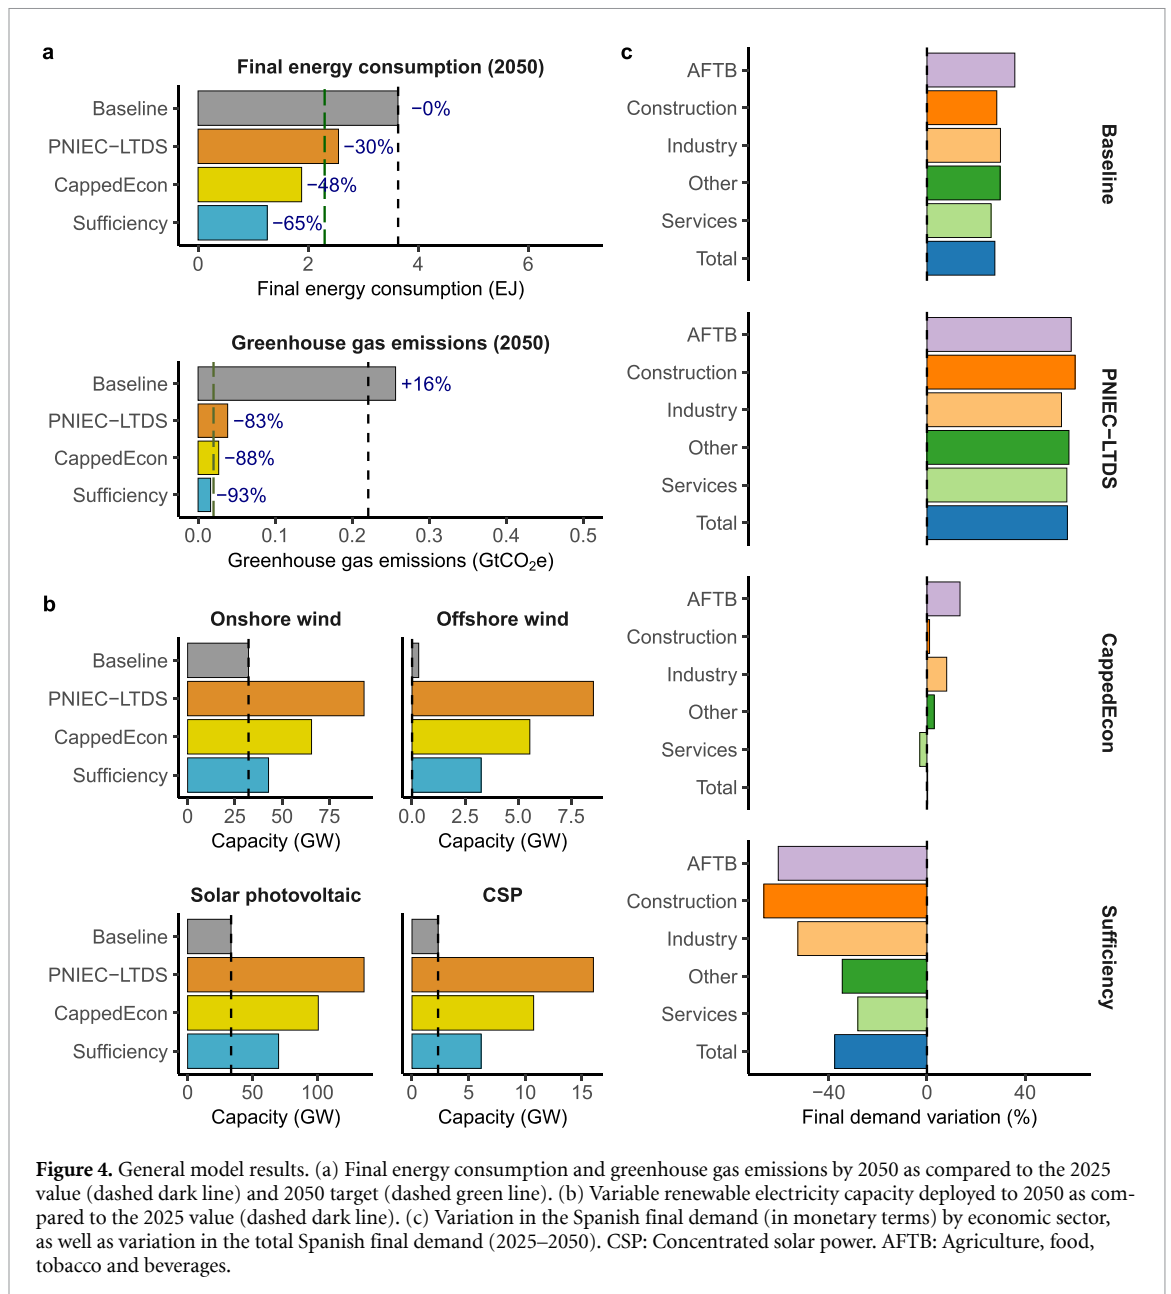 a
Final energy consumption (2050)
Baseline
−0%
PNIEC−LTDS
−30%
CappedEcon
−48%
Sufficiency
−65%
0 2 4 6
Final energy consumption (EJ)
Greenhouse gas emissions (2050)
Baseline
+16%
PNIEC−LTDS
−83%
CappedEcon
−88%
Sufficiency
−93%
0.0 0.1 0.2 0.3 0.4 0.5
Greenhouse gas emissions (GtCO₂e)
b
Onshore wind
Offshore wind
Baseline
PNIEC−LTDS
CappedEcon
Sufficiency
0 25 50 75
0.0 2.5 5.0 7.5
Capacity (GW)
Capacity (GW)
Solar photovoltaic
CSP
Baseline
PNIEC−LTDS
CappedEcon
Sufficiency
0 50 100
0 5 10 15
Capacity (GW)
Capacity (GW)
c
AFTB
Construction
Industry
Other
Services
Total
Baseline
AFTB
Construction
Industry
Other
Services
Total
PNIEC−LTDS
AFTB
Construction
Industry
Other
Services
Total
CappedEcon
AFTB
Construction
Industry
Other
Services
Total
Sufficiency
−40 0 40
Final demand variation (%)
Figure 4. General model results. (a) Final energy consumption and greenhouse gas emissions by 2050 as compared to the 2025
value (dashed dark line) and 2050 target (dashed green line). (b) Variable renewable electricity capacity deployed to 2050 as com-
pared to the 2025 value (dashed dark line). (c) Variation in the Spanish final demand (in monetary terms) by economic sector,
as well as variation in the total Spanish final demand (2025–2050). CSP: Concentrated solar power. AFTB: Agriculture, food,
tobacco and beverages.